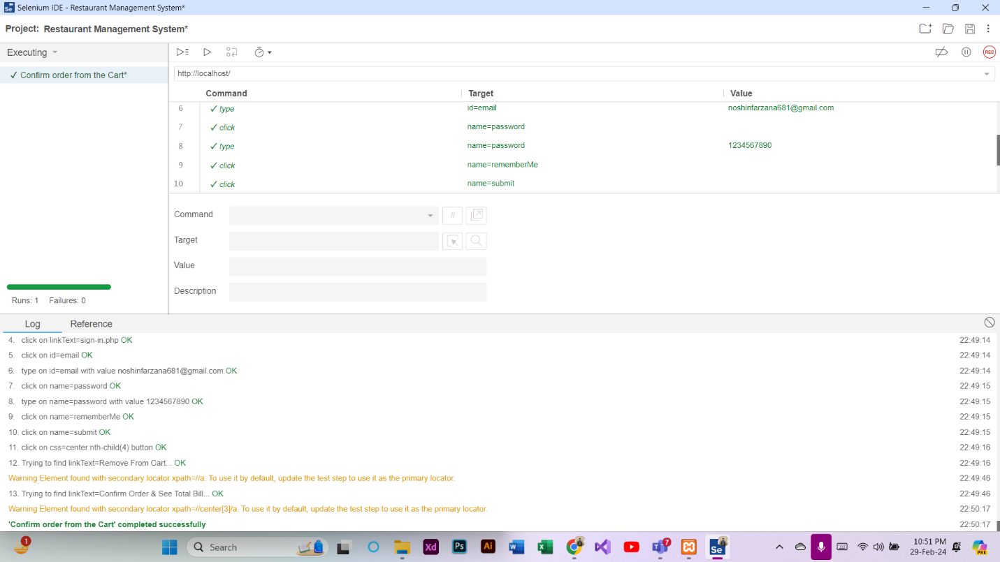 Selenium IDE - Restaurant Management System*
Project: Restaurant Management System*
Executing
REC
✓ Confirm order from the Cart*
http://localhost/
Command Target Value
6 ✓ type id=email noshinfarzana681@gmail.com
7 ✓ click name=password
8 ✓ type name=password 1234567890
9 ✓ click name=rememberMe
10 ✓ click name=submit
Command //
Target
Value
Description
Runs: 1 Failures: 0
Log Reference
4. click on linkText=sign-in.php OK 22:49:14
5. click on id=email OK 22:49:14
6. type on id=email with value noshinfarzana681@gmail.com OK 22:49:14
7. click on name=password OK 22:49:15
8. type on name=password with value 1234567890 OK 22:49:15
9. click on name=rememberMe OK 22:49:15
10. click on name=submit OK 22:49:15
11. click on css=center:nth-child(4) button OK 22:49:16
12. Trying to find linkText=Remove From Cart... OK 22:49:16
Warning Element found with secondary locator xpath=//a. To use it by default, update the test step to use it as the primary locator. 22:49:46
13. Trying to find linkText=Confirm Order & See Total Bill... OK 22:49:46
Warning Element found with secondary locator xpath=//center[3]/a. To use it by default, update the test step to use it as the primary locator. 22:50:17
'Confirm order from the Cart' completed successfully 22:50:17
1 Search Xd Ps Ai 7 Se 10:51 PM PRE
29-Feb-24